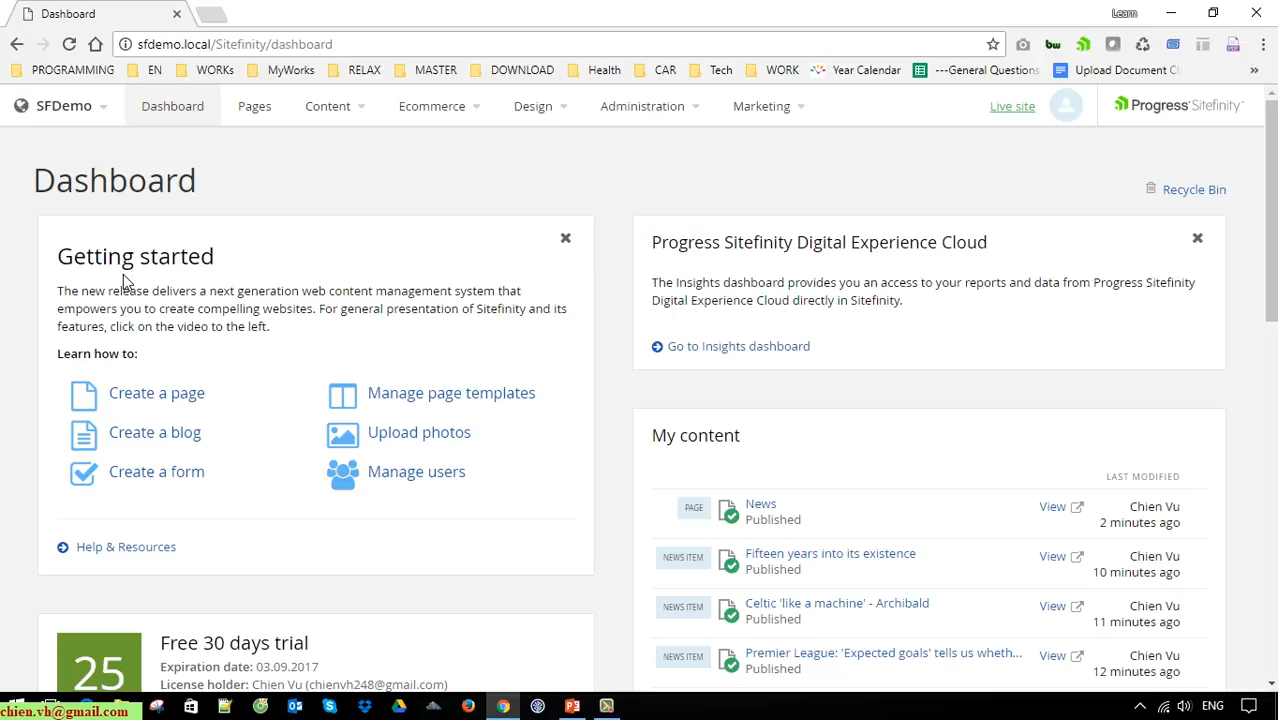 Dashboard
Learn
sfdemo.local/Sitefinity/dashboard
PROGRAMMING
EN
WORKs
MyWorks
RELAX
MASTER
DOWNLOAD
Health
CAR
Tech
WORK
Year Calendar
---General Questions
Upload Document Cl
SFDemo
Dashboard
Pages
Content
Ecommerce
Design
Administration
Marketing
Live site
Progress Sitefinity
Dashboard
Recycle Bin
Getting started
The new release delivers a next generation web content management system that
empowers you to create compelling websites. For general presentation of Sitefinity and its
features, click on the video to the left.
Learn how to:
Create a page
Manage page templates
Create a blog
Upload photos
Create a form
Manage users
Help & Resources
25
Free 30 days trial
Expiration date: 03.09.2017
License holder: Chien Vu (chienvh248@gmail.com)
Progress Sitefinity Digital Experience Cloud
The Insights dashboard provides you an access to your reports and data from Progress Sitefinity
Digital Experience Cloud directly in Sitefinity.
Go to Insights dashboard
My content
LAST MODIFIED
PAGE
News
Published
View
Chien Vu
2 minutes ago
NEWS ITEM
Fifteen years into its existence
Published
View
Chien Vu
10 minutes ago
NEWS ITEM
Celtic 'like a machine' - Archibald
Published
View
Chien Vu
11 minutes ago
NEWS ITEM
Premier League: 'Expected goals' tells us wheth...
Published
View
Chien Vu
12 minutes ago
chien.vh@gmail.com
ENG